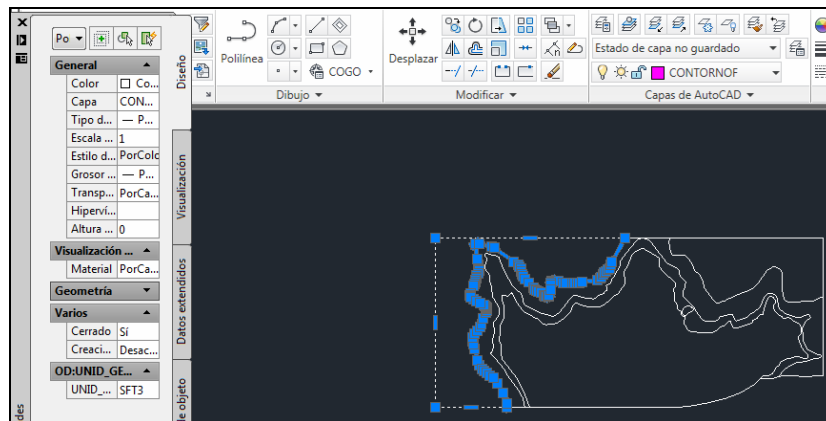 Po
General
Color Co...
Capa CON...
Tipo d... P...
Escala ... 1
Estilo d... PorColo
Grosor ... P...
Transp... PorCa...
Hiperví...
Altura ... 0
Visualización ...
Material PorCa...
Geometría
Varios
Cerrado Sí
Creaci... Desac...
OD:UNID_GE...
UNID_... SFT3
des
Diseño
Visualización
Datos extendidos
de objeto
Polilínea
COGO
Dibujo
Desplazar
Modificar
Estado de capa no guardado
CONTORNOF
Capas de AutoCAD